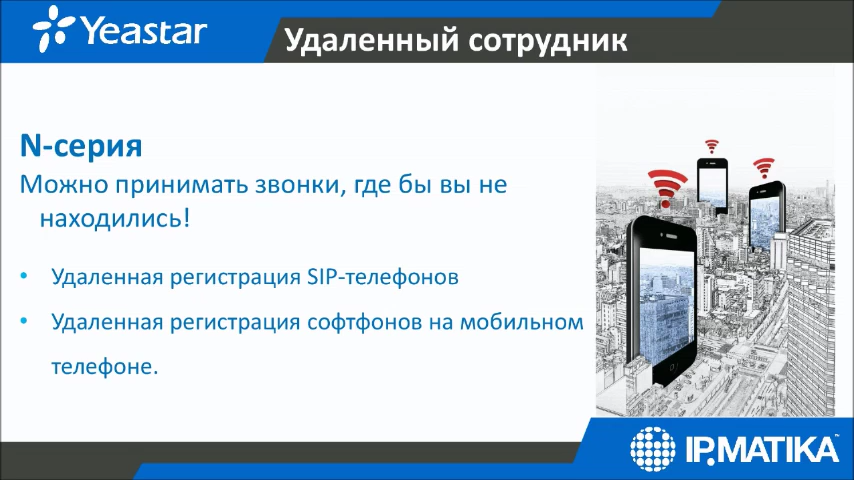 Yeastar
Удаленный сотрудник
N-серия
Можно принимать звонки, где бы вы не
находились!
• Удаленная регистрация SIP-телефонов
• Удаленная регистрация софтфонов на мобильном
телефоне.
IP.MATIKA™